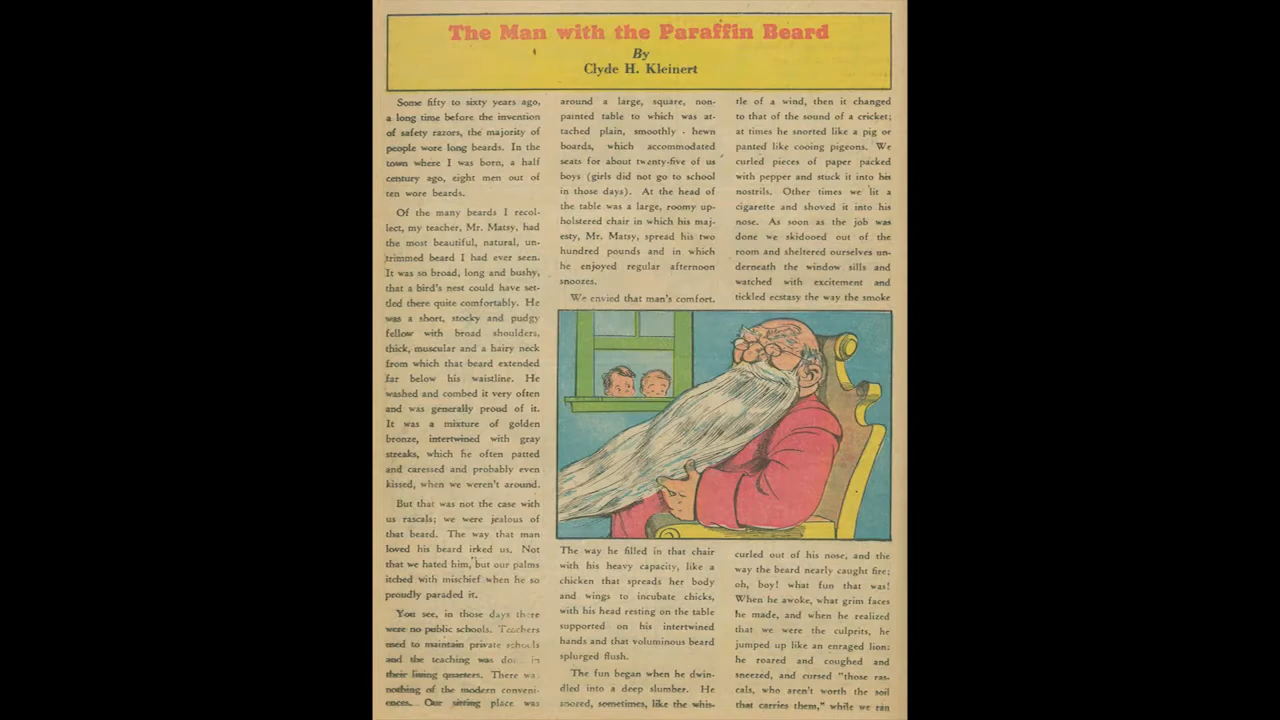 The Man with the Paraffin Beard
By
Clyde H. Kleinert
Some fifty to sixty years ago,
a long time before the invention
of safety razors, the majority of
people wore long beards. In the
town where I was born, a half
century ago, eight men out of
ten wore beards.
Of the many beards I recol-
lect, my teacher, Mr. Matsy, had
the most beautiful, natural, un-
trimmed beard I had ever seen.
It was so broad, long and bushy,
that a bird's nest could have set-
tled there quite comfortably. He
was a short, stocky and pudgy
fellow with broad shoulders,
thick, muscular and a hairy neck
from which that beard extended
far below his waistline. He
washed and combed it very often
and was generally proud of it.
It was a mixture of golden
bronze, intertwined with gray
streaks, which he often patted
and caressed and probably even
kissed, when we weren't around.
But that was not the case with
us rascals; we were jealous of
that beard. The way that man
loved his beard irked us. Not
that we hated him, but our palms
itched with mischief when he so
proudly paraded it.
You see, in those days there
were no public schools. Teachers
used to maintain private schools
and the teaching was done in
their living quarters. There was
nothing of the modern conveni-
ences. Our sitting place was
around a large, square, non-
painted table to which was at-
tached plain, smoothly - hewn
boards, which accommodated
seats for about twenty-five of us
boys (girls did not go to school
in those days). At the head of
the table was a large, roomy up-
holstered chair in which his maj-
esty, Mr. Matsy, spread his two
hundred pounds and in which
he enjoyed regular afternoon
snoozes.
We envied that man's comfort.
The way he filled in that chair
with his heavy capacity, like a
chicken that spreads her body
and wings to incubate chicks,
with his head resting on the table
supported on his intertwined
hands and that voluminous beard
splurged flush.
The fun began when he dwin-
dled into a deep slumber. He
snored, sometimes, like the whis-
tle of a wind, then it changed
to that of the sound of a cricket;
at times he snorted like a pig or
panted like cooing pigeons. We
curled pieces of paper packed
with pepper and stuck it into his
nostrils. Other times we lit a
cigarette and shoved it into his
nose. As soon as the job was
done we skidooed out of the
room and sheltered ourselves un-
derneath the window sills and
watched with excitement and
tickled ecstasy the way the smoke
curled out of his nose, and the
way the beard nearly caught fire;
oh, boy! what fun that was!
When he awoke, what grim faces
he made, and when he realized
that we were the culprits, he
jumped up like an enraged lion;
he roared and coughed and
sneezed, and cursed "those ras-
cals, who aren't worth the soil
that carries them," while we ran